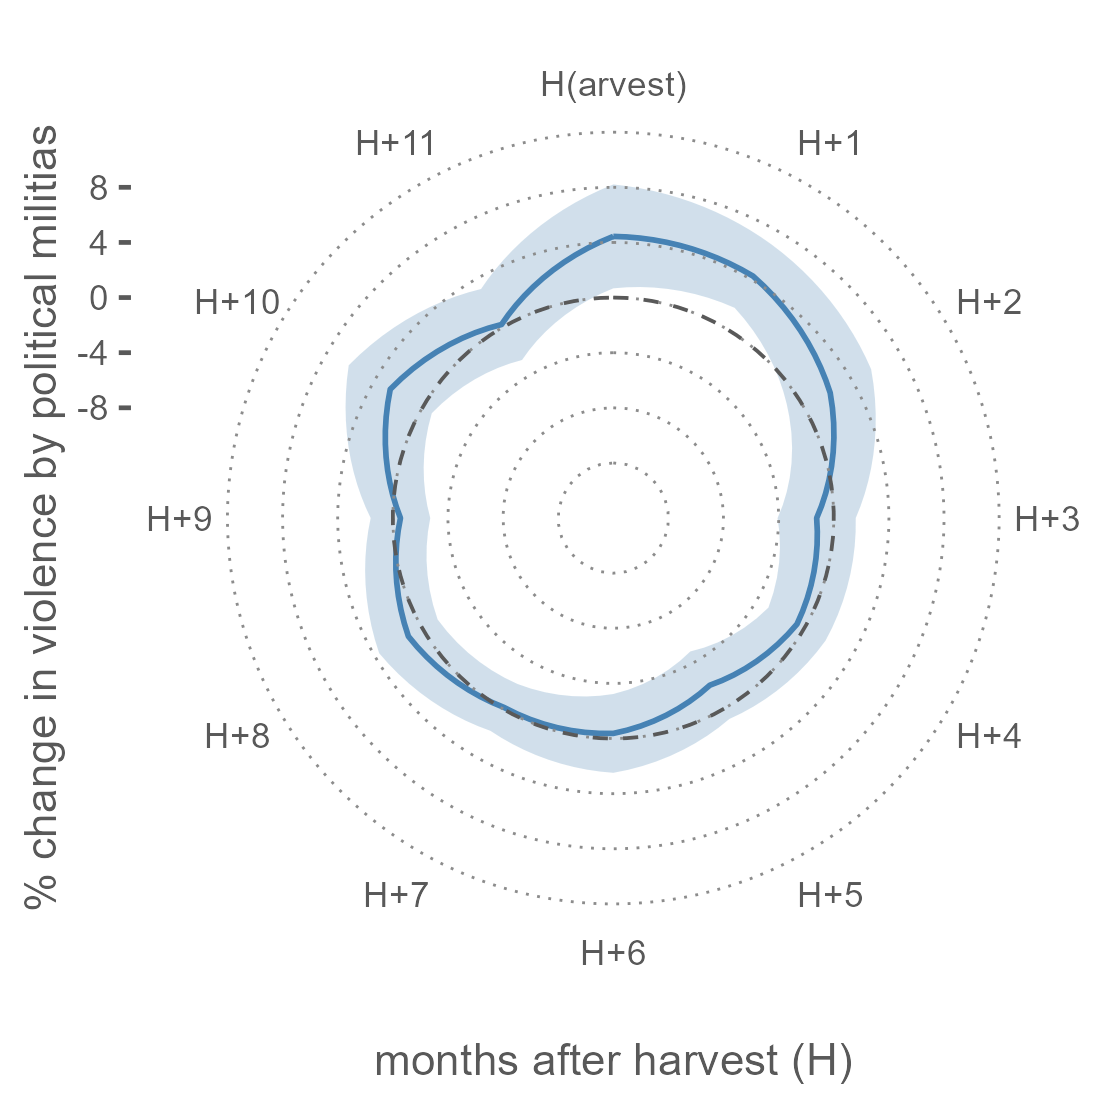 % change in violence by political militias
8
4
0
-4
-8
H(arvest)
H+1
H+2
H+3
H+4
H+5
H+6
H+7
H+8
H+9
H+10
H+11
months after harvest (H)